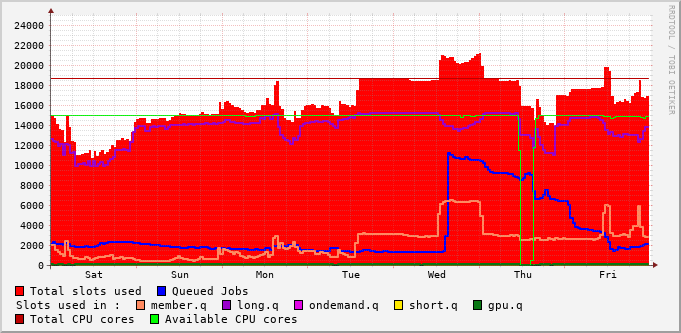 24000
22000
20000
18000
16000
14000
12000
10000
8000
6000
4000
2000
0
Sat Sun Mon Tue Wed Thu Fri
Total slots used Queued Jobs
Slots used in : member.q long.q ondemand.q short.q gpu.q
Total CPU cores Available CPU cores
RRDTOOL / TOBI OETIKER